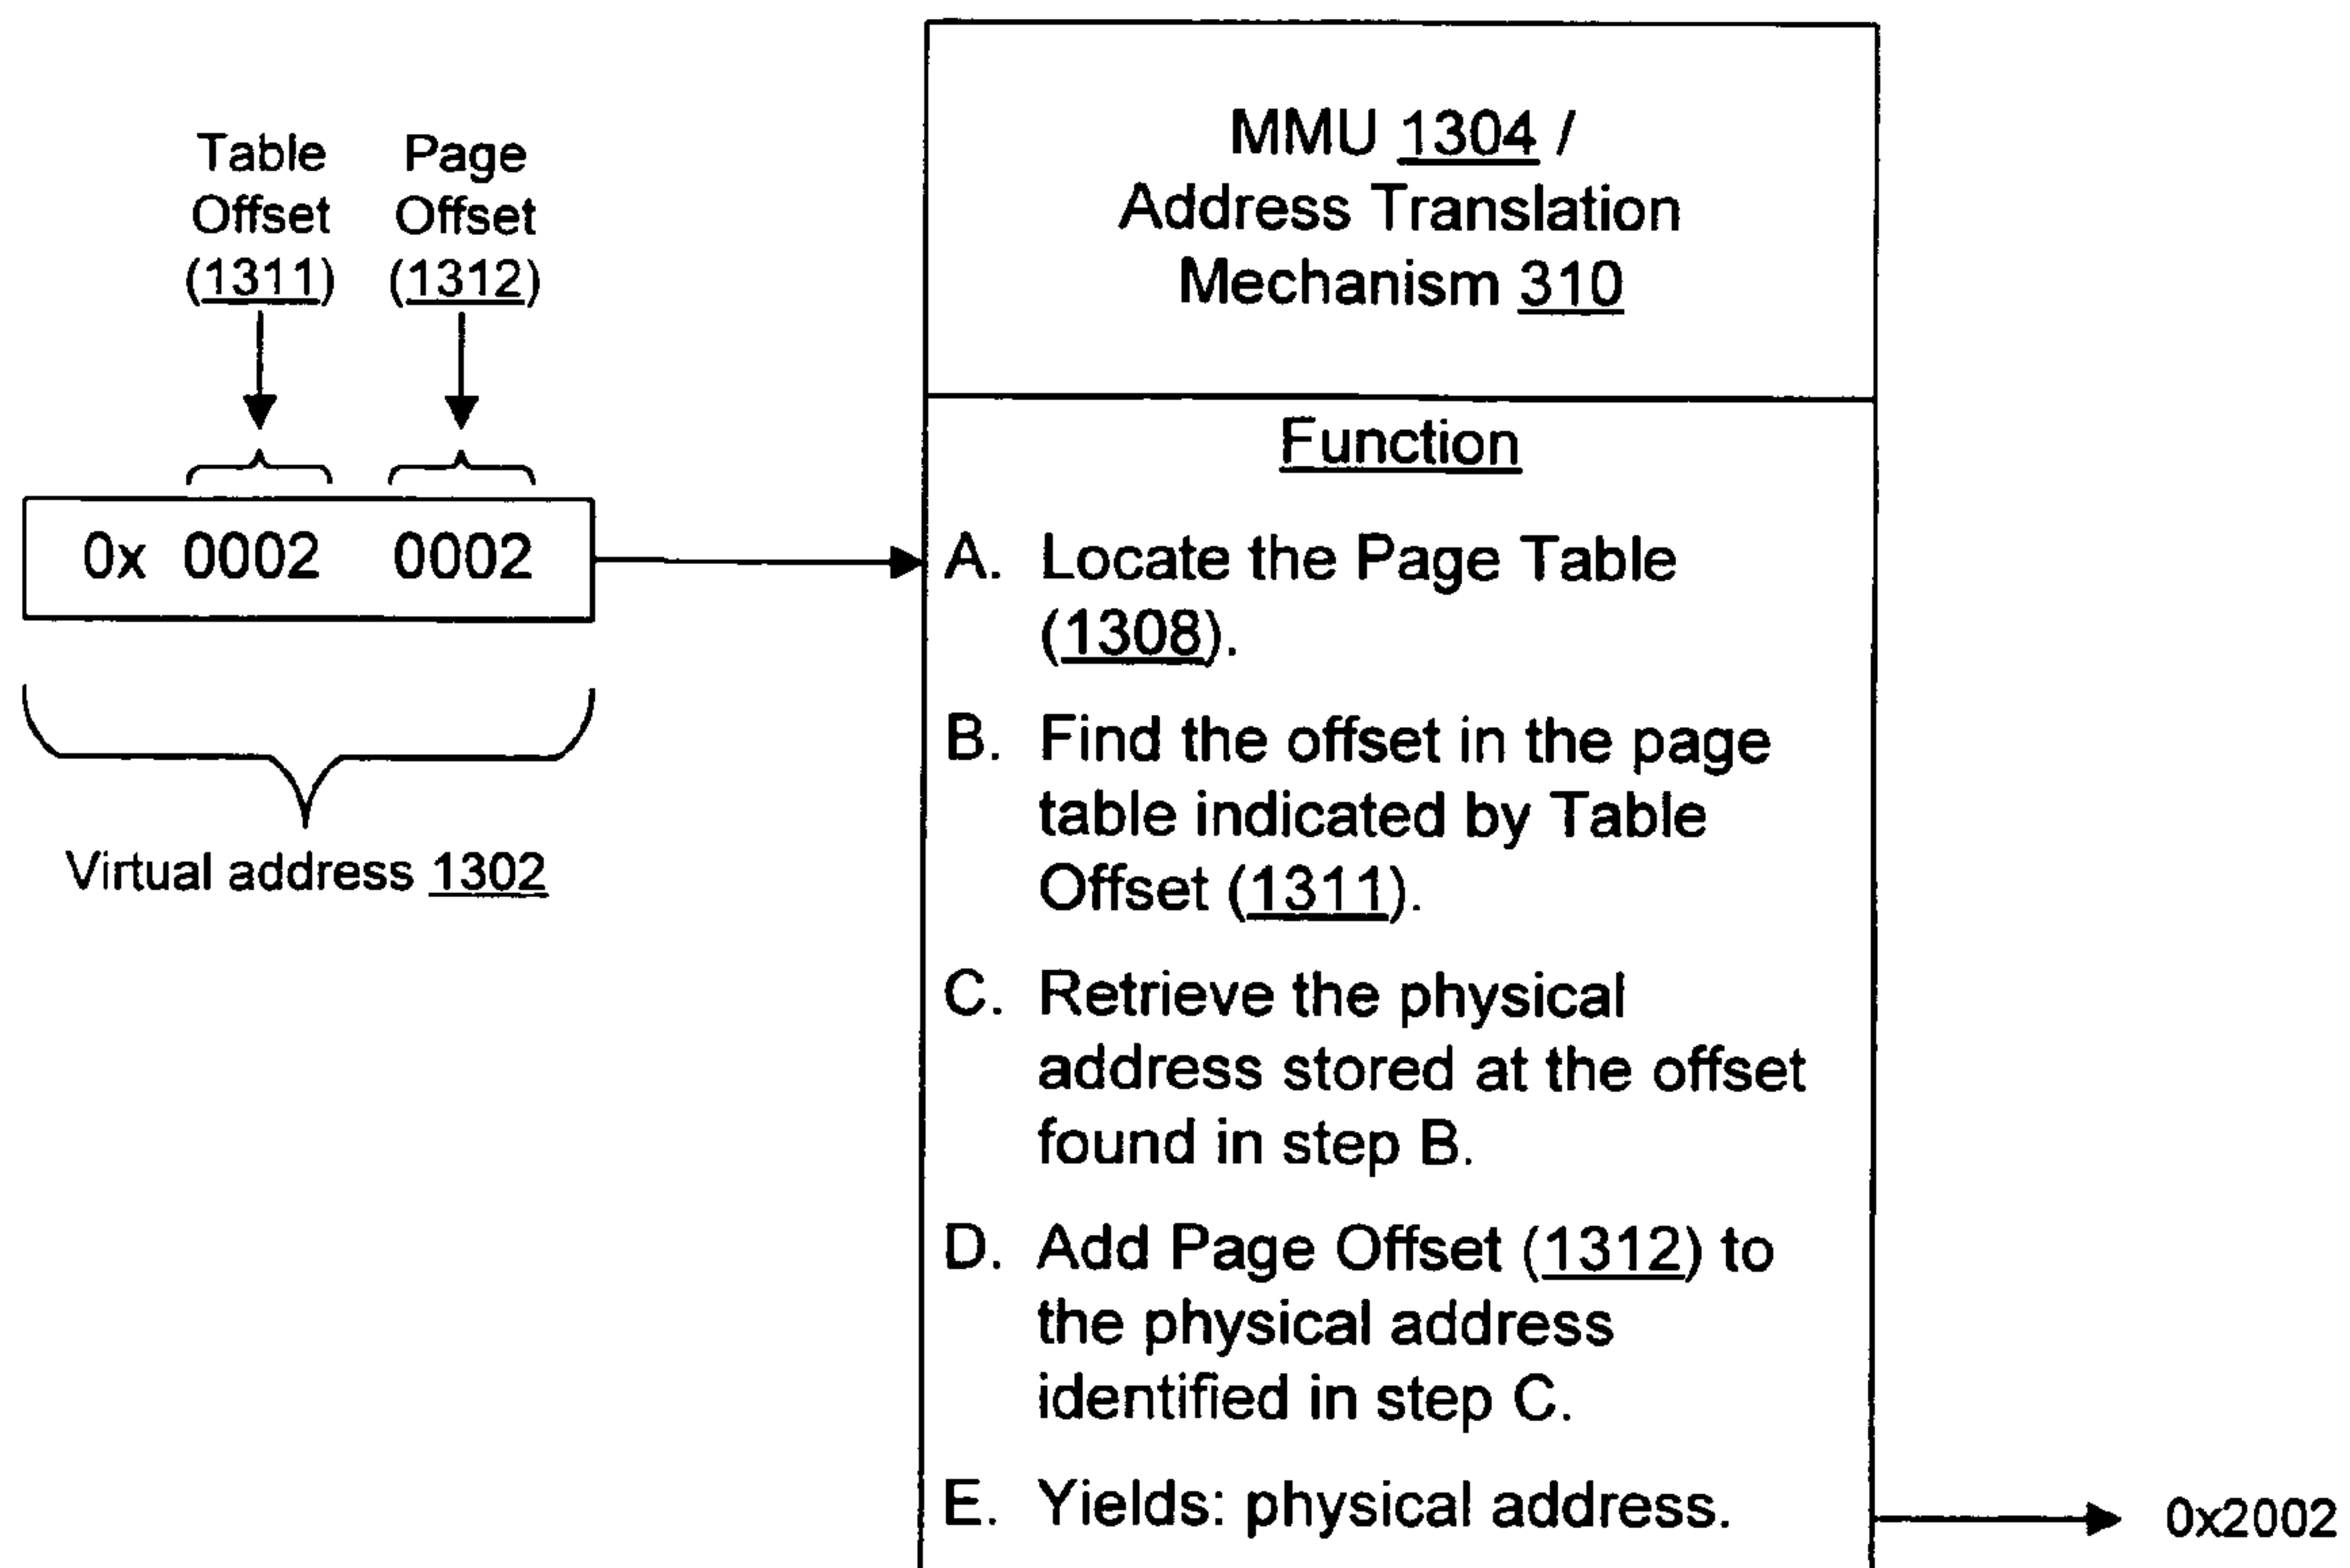 Table
Offset
(1311)
Page
Offset
(1312)
0x 0002 0002
Virtual address 1302
MMU 1304 /
Address Translation
Mechanism 310
Function
A. Locate the Page Table
(1308).
B. Find the offset in the page
table indicated by Table
Offset (1311).
C. Retrieve the physical
address stored at the offset
found in step B.
D. Add Page Offset (1312) to
the physical address
identified in step C.
E. Yields: physical address.
0x2002